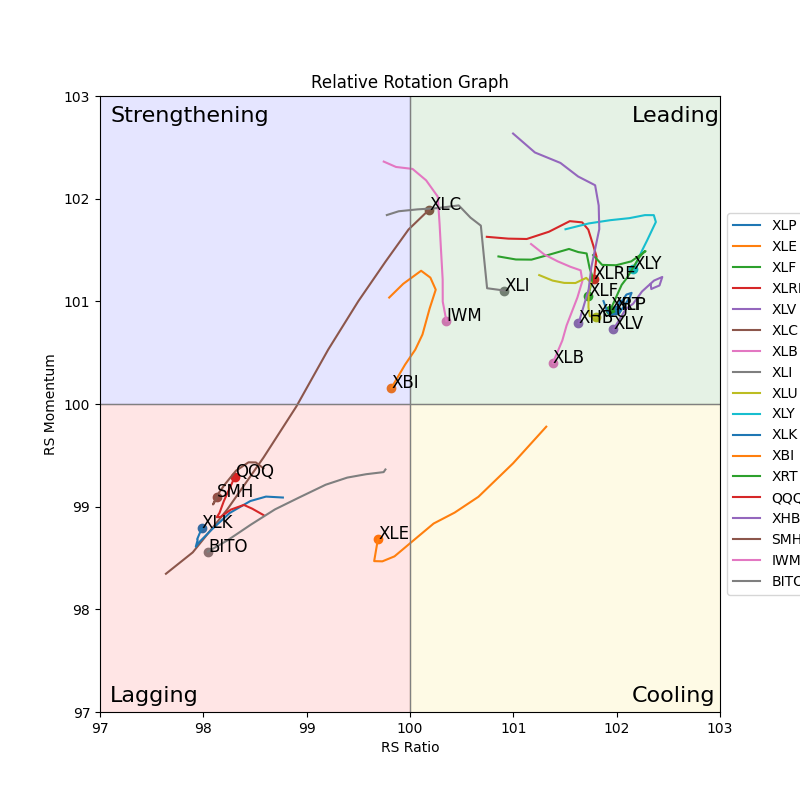 Relative Rotation Graph
Strengthening
Leading
Lagging
Cooling
XLC
XLY
XLRE
XLI
XLF
XLP
XLV
XHB
IWM
XLB
XBI
QQQ
SMH
XLK
BITO
XLE
103
102
101
100
99
98
97
97
98
99
100
101
102
103
RS Momentum
RS Ratio
XLP
XLE
XLF
XLRE
XLV
XLC
XLB
XLI
XLU
XLY
XLK
XBI
XRT
QQQ
XHB
SMH
IWM
BITO